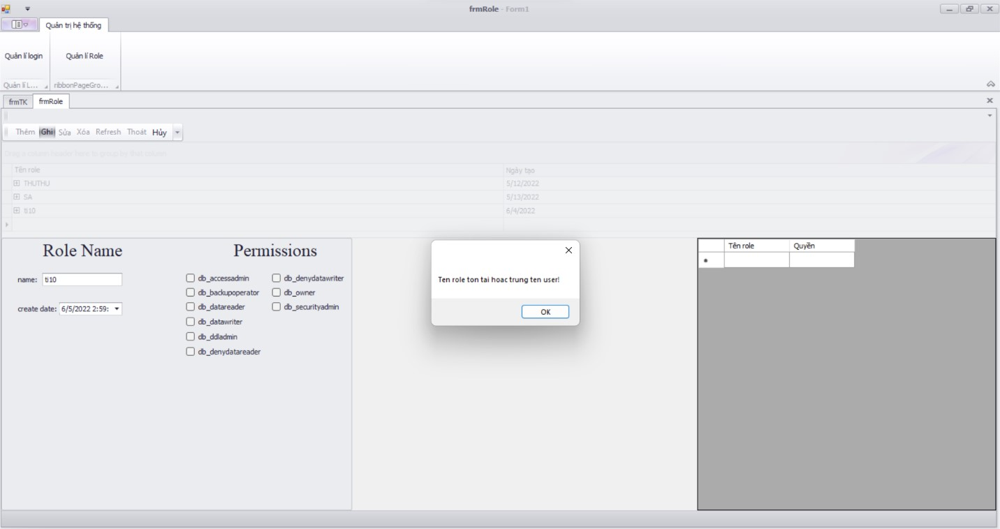 frmRole - Form1
Quản trị hệ thống
Quản lí login
Quản lí Role
Quản lí L...
ribbonPageGro...
frmTK
frmRole
Thêm Ghi Sửa Xóa Refresh Thoát Hủy
Drag a column header here to group by that column
Tên role Ngày tạo
THUTHU 5/12/2022
SA 5/13/2022
ti10 6/4/2022
Role Name
name: ti10
create date: 6/5/2022 2:59:
Permissions
db_accessadmin db_denydatawriter
db_backupoperator db_owner
db_datareader db_securityadmin
db_datawriter
db_ddladmin
db_denydatareader
Ten role ton tai hoac trung ten user!
OK
Tên role Quyền